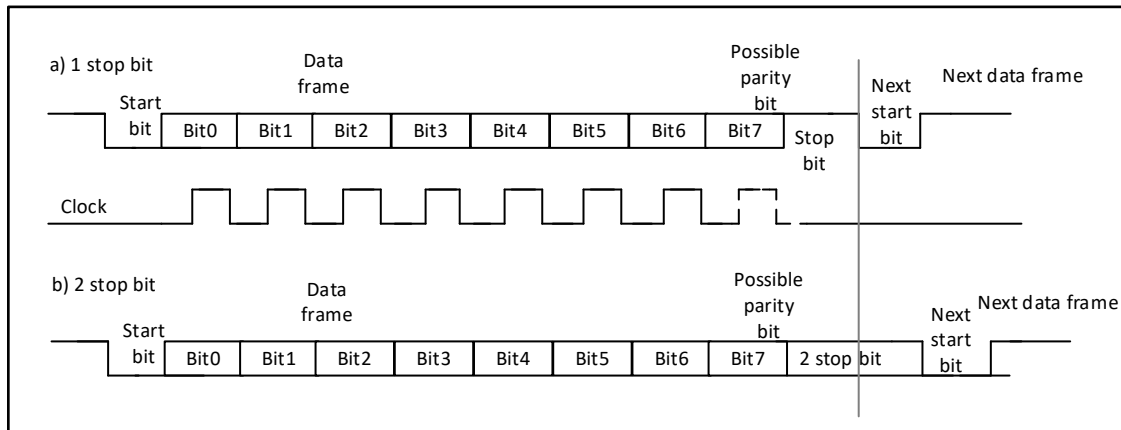 a) 1 stop bit
Data
frame
Possible
parity
bit
Next data frame
Start
bit
Bit0
Bit1
Bit2
Bit3
Bit4
Bit5
Bit6
Bit7
Stop
bit
Next
start
bit
Clock
b) 2 stop bit
Data
frame
Possible
parity
bit
Next data frame
Start
bit
Bit0
Bit1
Bit2
Bit3
Bit4
Bit5
Bit6
Bit7
2 stop bit
Next
start
bit